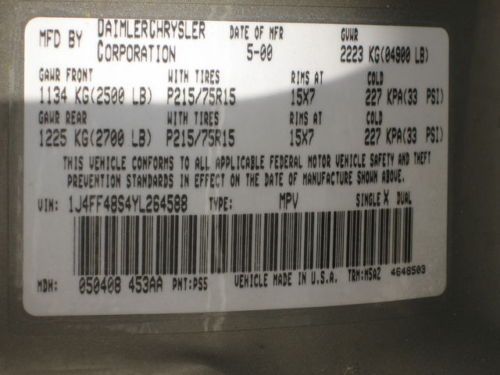 MFD BY DAIMLERCHRYSLER CORPORATION DATE OF MFR 5-00 GVWR 2223 KG(04900 LB)
GAWR FRONT WITH TIRES RIMS AT COLD
1134 KG(2500 LB) P215/75R15 15X7 227 KPA(33 PSI)
GAWR REAR WITH TIRES RIMS AT COLD
1225 KG(2700 LB) P215/75R15 15X7 227 KPA(33 PSI)
THIS VEHICLE CONFORMS TO ALL APPLICABLE FEDERAL MOTOR VEHICLE SAFETY AND THEFT
PREVENTION STANDARDS IN EFFECT ON THE DATE OF MANUFACTURE SHOWN ABOVE.
VIN: 1J4FF48S4YL264588 TYPE: MPV SINGLE X DUAL
MDH: 050408 453AA PNT:PS5 VEHICLE MADE IN U.S.A. TRM:MSA2 4648503